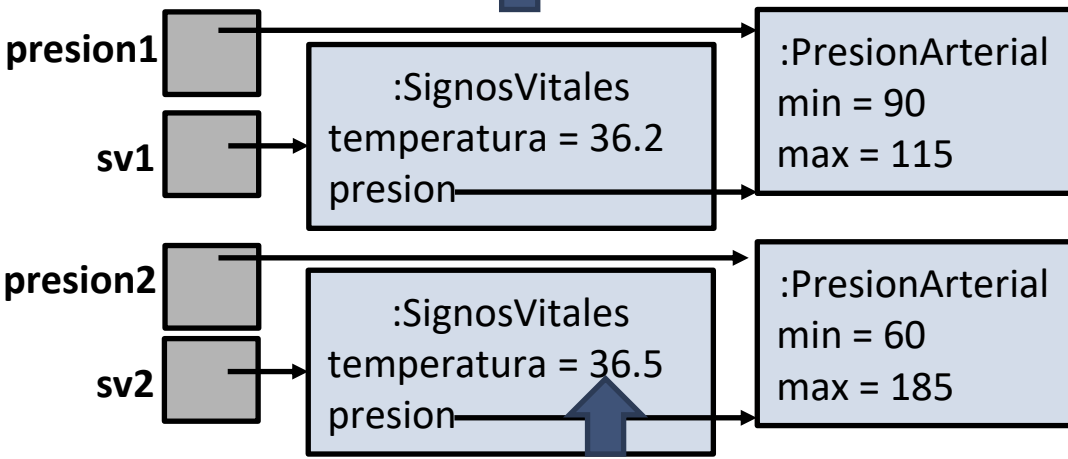 presion1
sv1
:SignosVitales
temperatura = 36.2
presion
:PresionArterial
min = 90
max = 115
presion2
sv2
:SignosVitales
temperatura = 36.5
presion
:PresionArterial
min = 60
max = 185